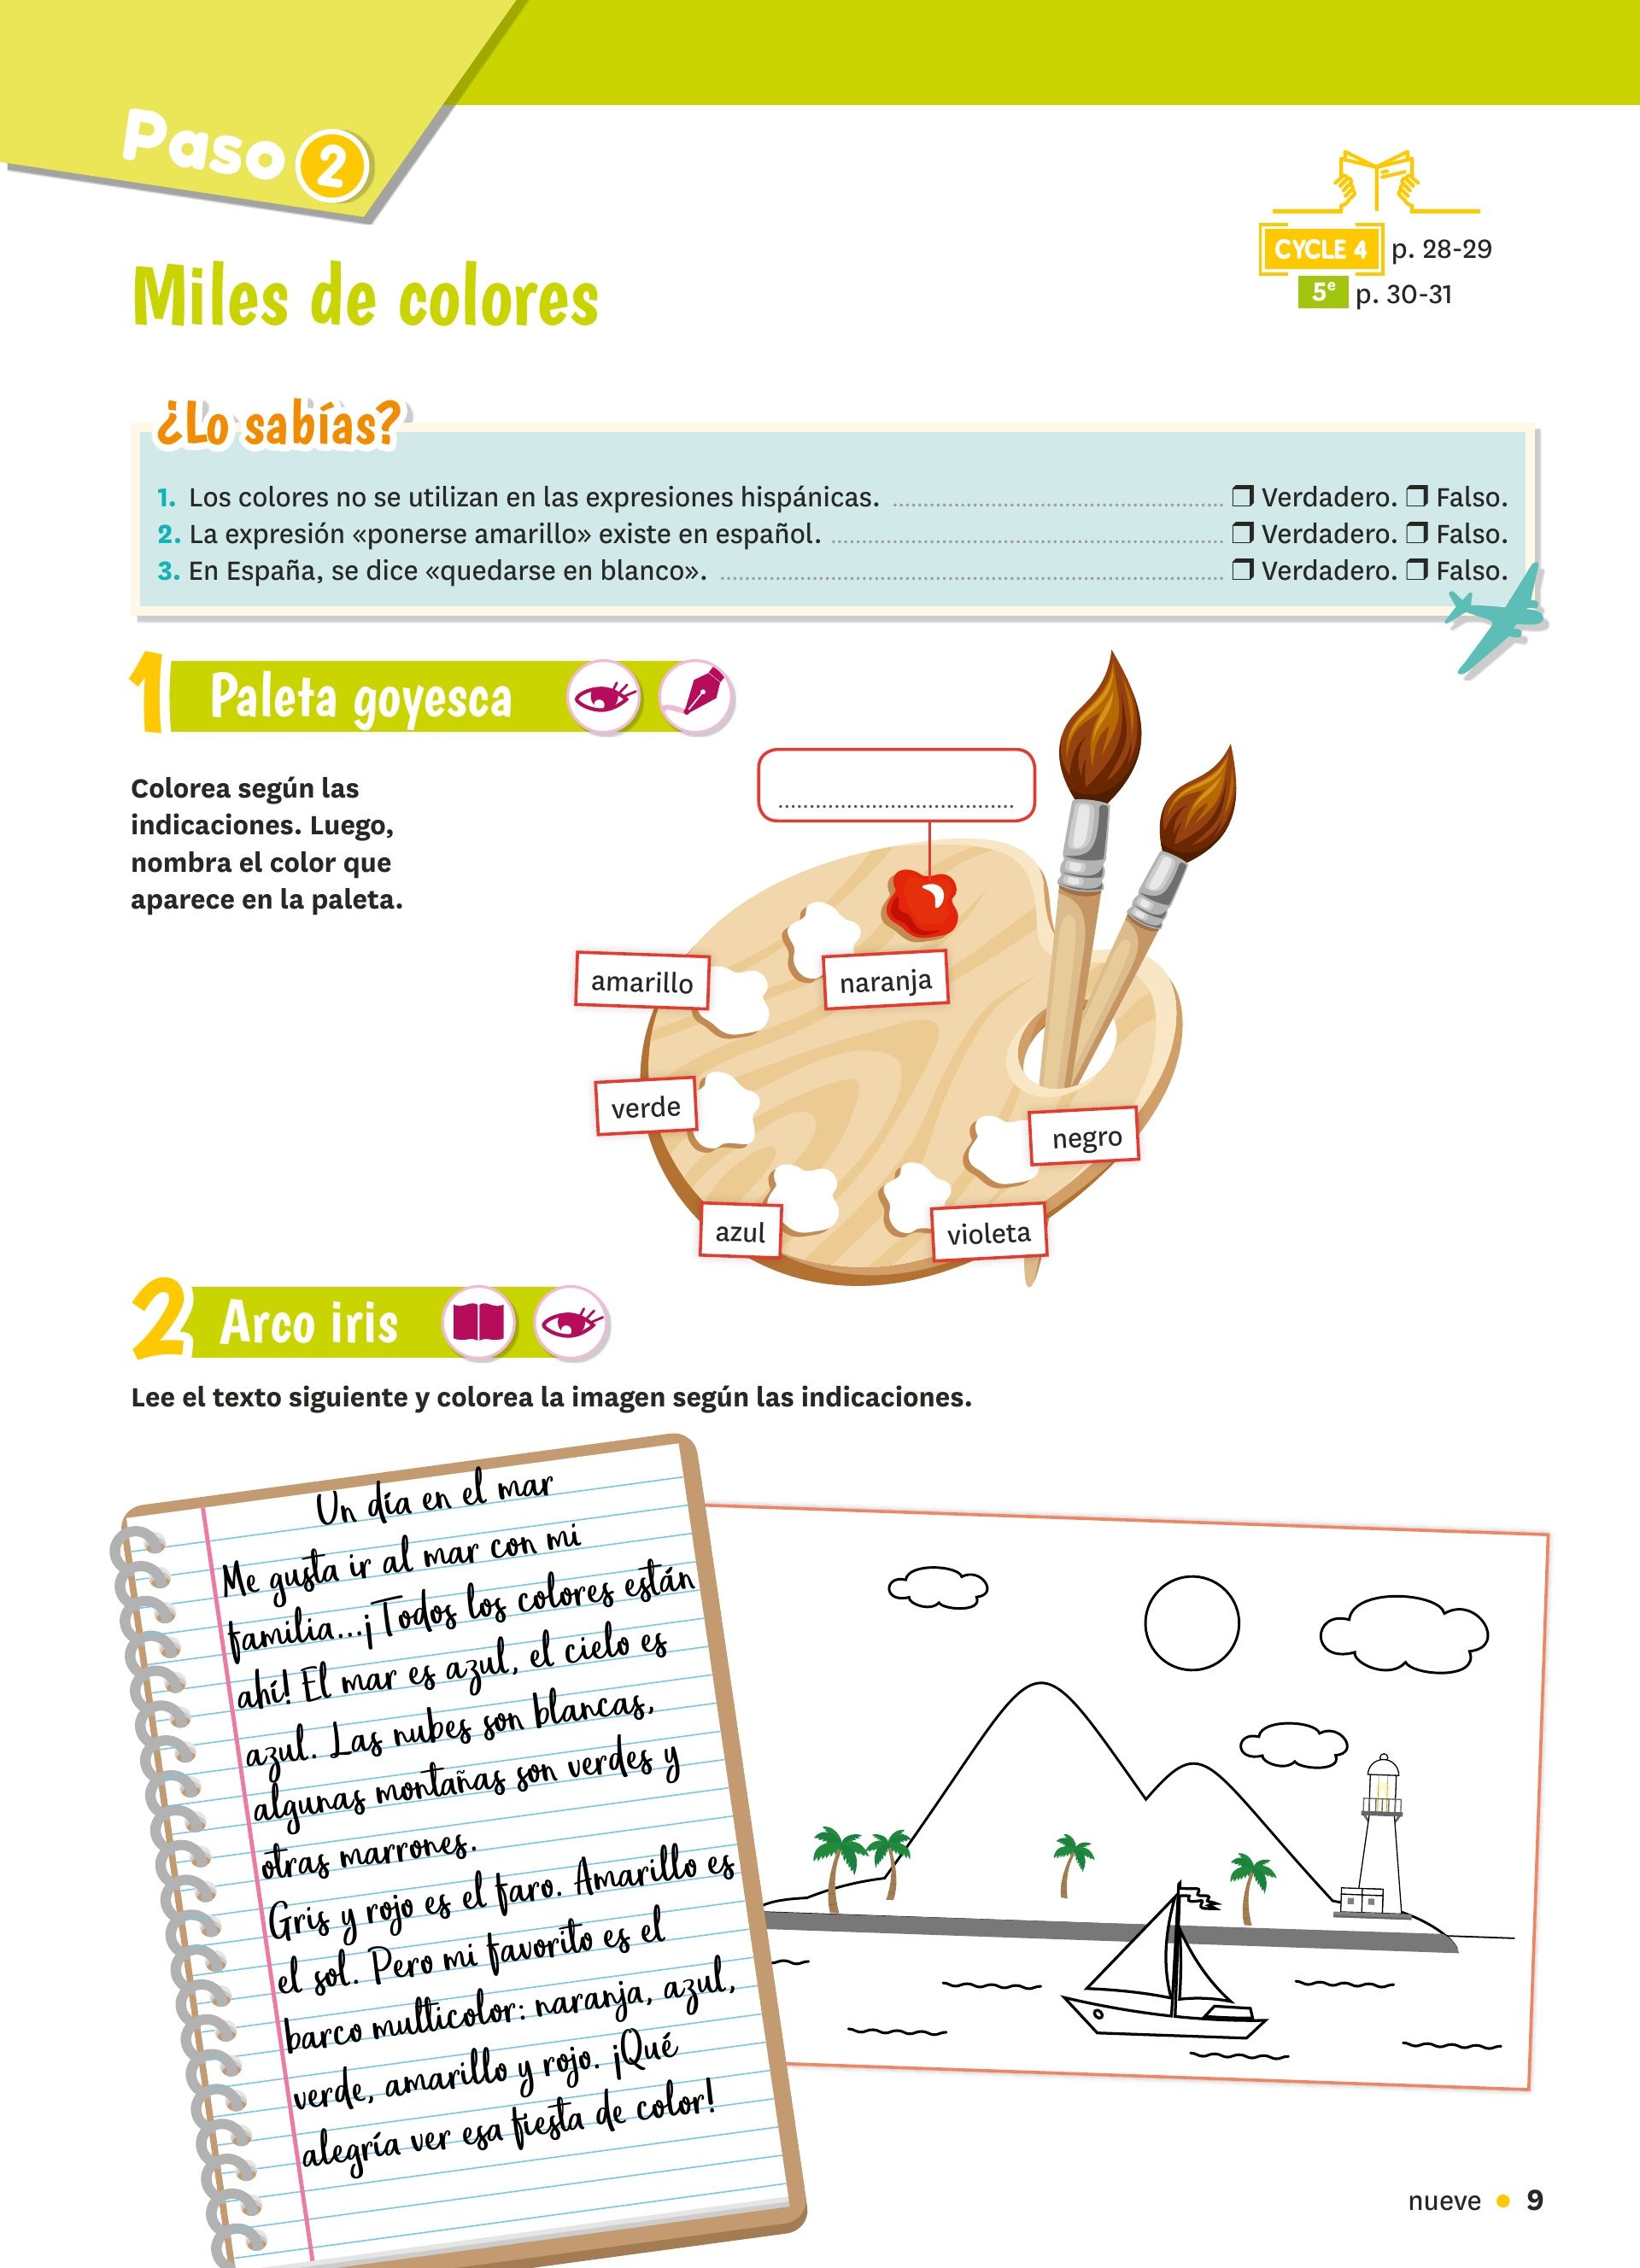 Paso 2
CYCLE 4 p. 28-29
5e p. 30-31
Miles de colores
¿Lo sabías?
1. Los colores no se utilizan en las expresiones hispánicas. ❒ Verdadero. ❒ Falso.
2. La expresión «ponerse amarillo» existe en español. ❒ Verdadero. ❒ Falso.
3. En España, se dice «quedarse en blanco». ❒ Verdadero. ❒ Falso.
1 Paleta goyesca
Colorea según las
indicaciones. Luego,
nombra el color que
aparece en la paleta.
amarillo
naranja
verde
negro
azul
violeta
2 Arco iris
Lee el texto siguiente y colorea la imagen según las indicaciones.
Un día en el mar
Me gusta ir al mar con mi
familia...¡Todos los colores están
ahí! El mar es azul, el cielo es
azul. Las nubes son blancas,
algunas montañas son verdes y
otras marrones.
Gris y rojo es el faro. Amarillo es
el sol. Pero mi favorito es el
barco multicolor: naranja, azul,
verde, amarillo y rojo. ¡Qué
alegría ver esa fiesta de color!
nueve • 9